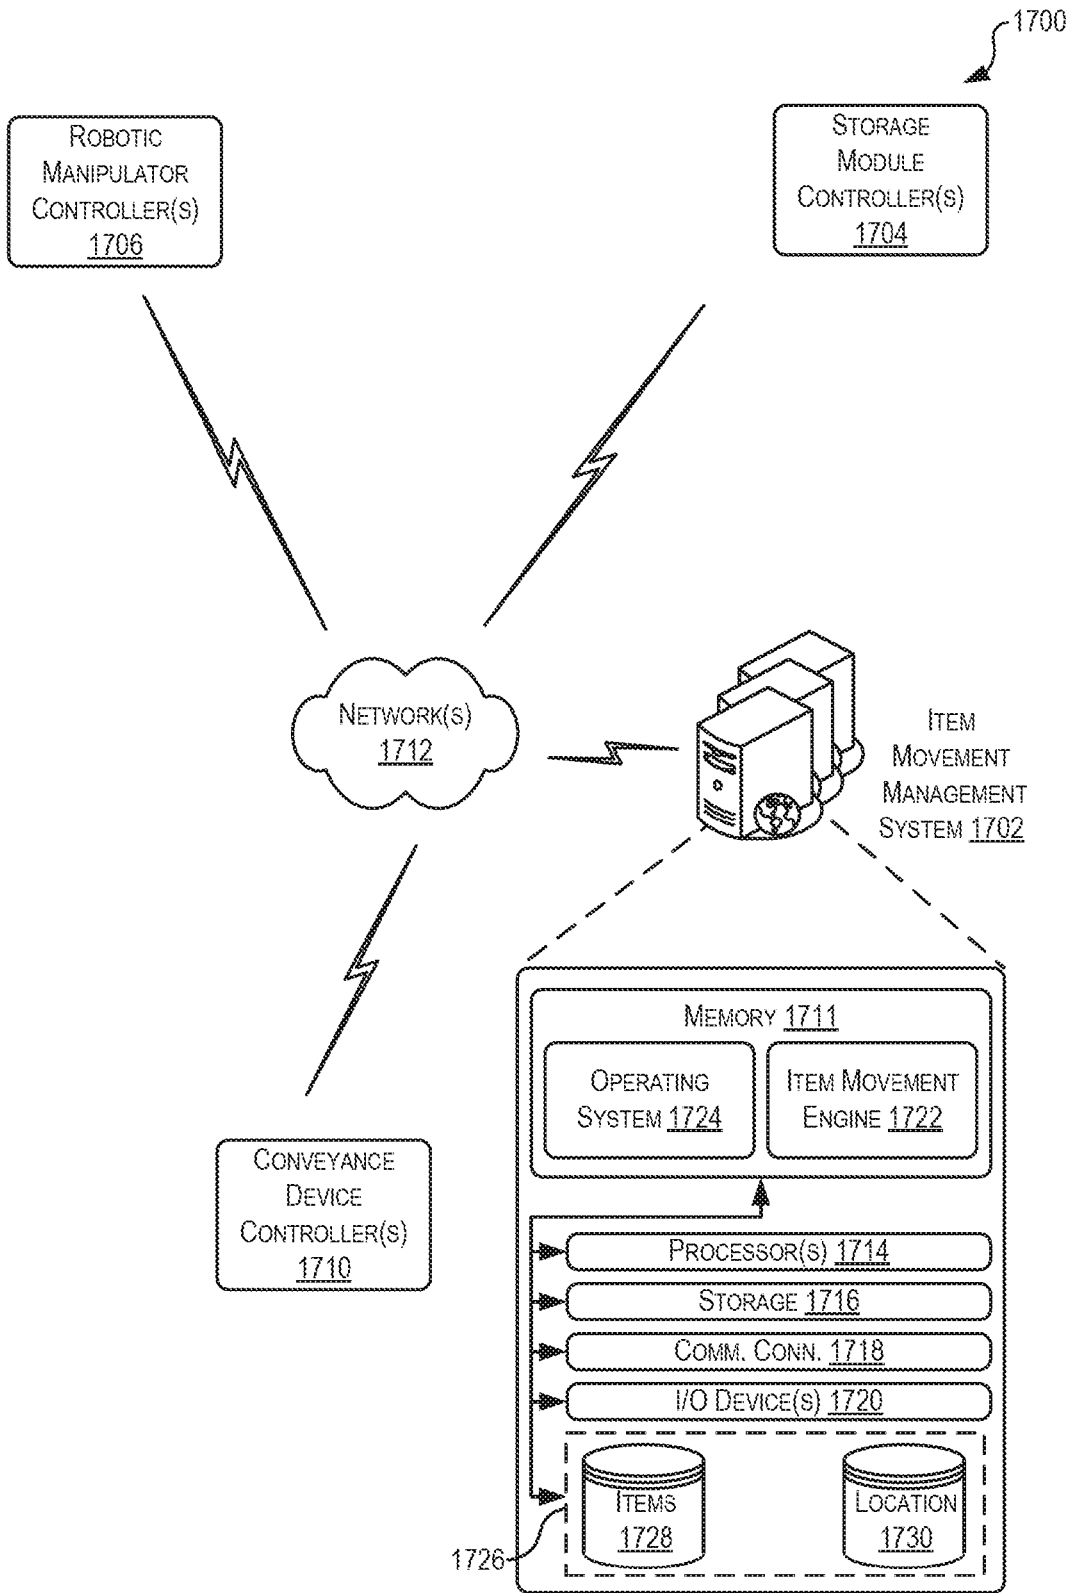 1700
ROBOTIC
MANIPULATOR
CONTROLLER(S)
1706
STORAGE
MODULE
CONTROLLER(S)
1704
NETWORK(S)
1712
ITEM
MOVEMENT
MANAGEMENT
SYSTEM 1702
MEMORY 1711
OPERATING
SYSTEM 1724
ITEM MOVEMENT
ENGINE 1722
CONVEYANCE
DEVICE
CONTROLLER(S)
1710
PROCESSOR(S) 1714
STORAGE 1716
COMM. CONN. 1718
I/O DEVICE(S) 1720
ITEMS
1728
LOCATION
1730
1726